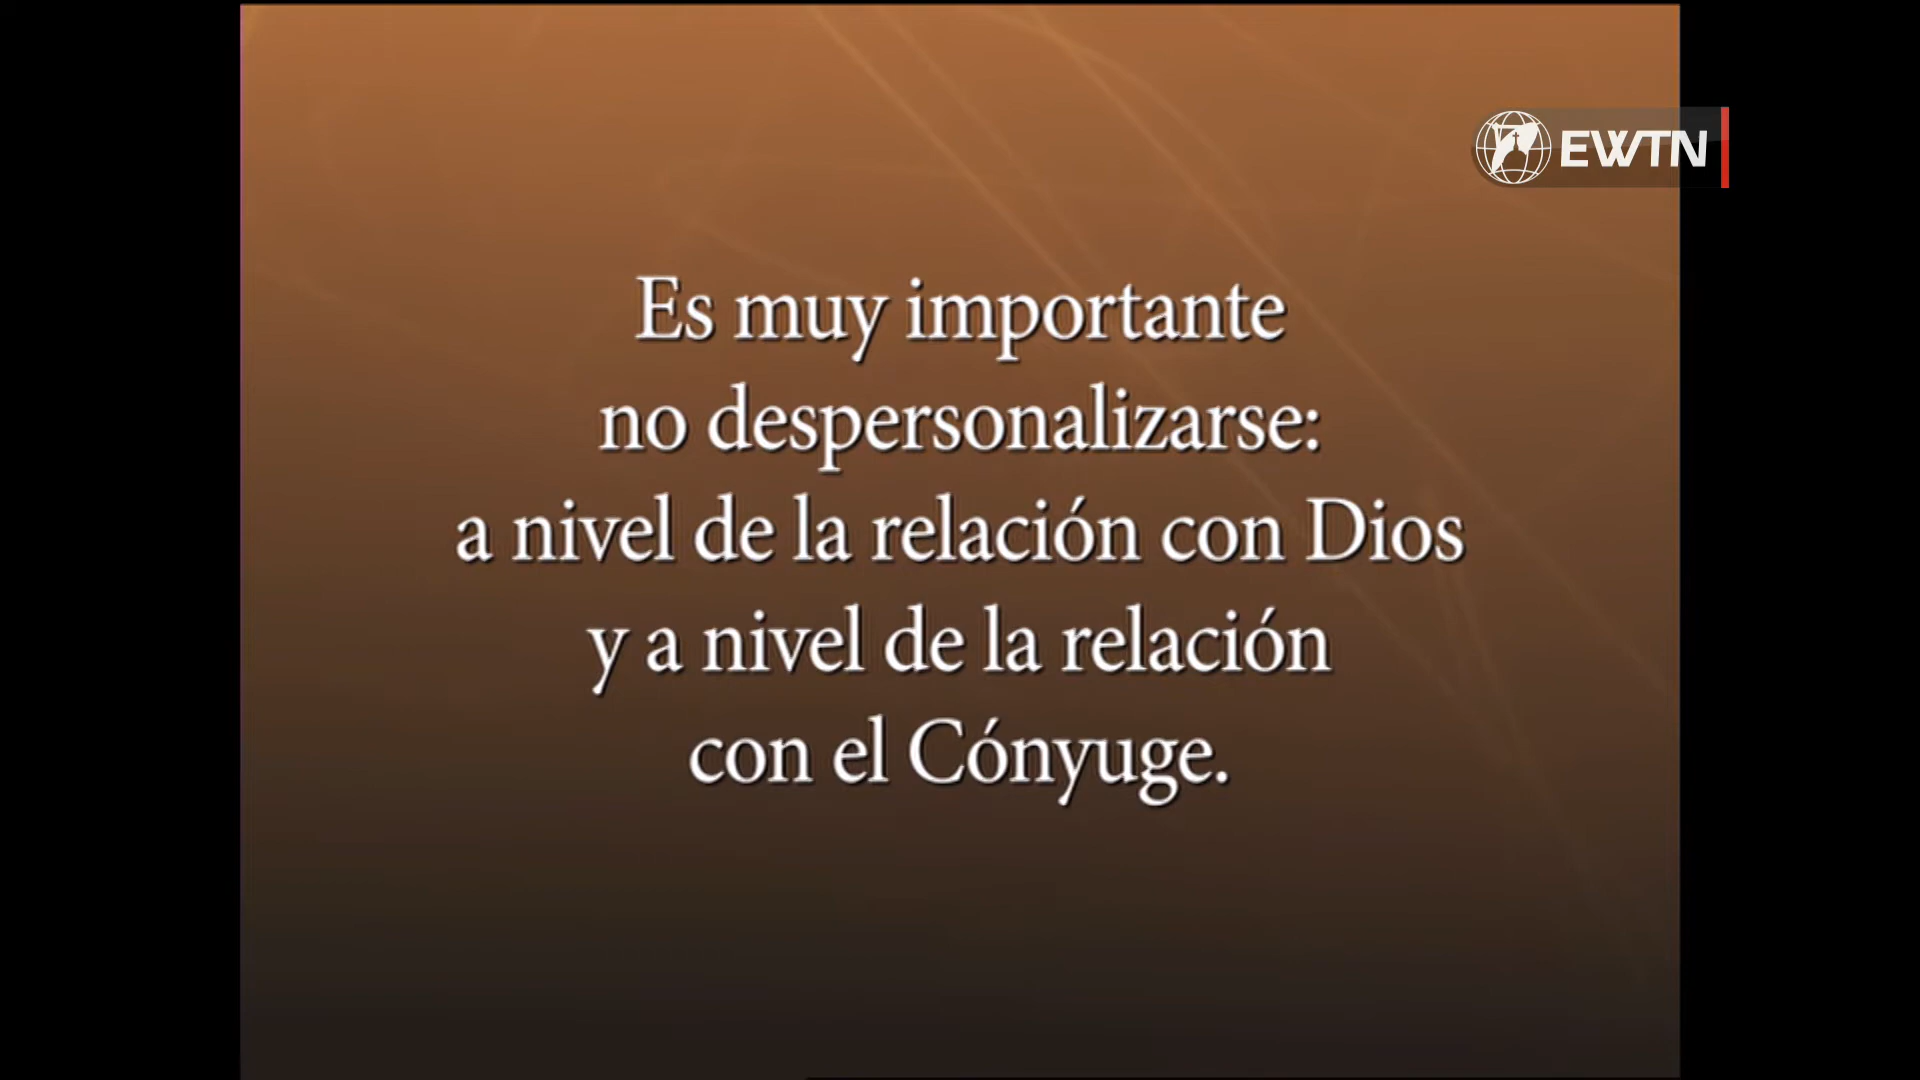 EWTN
Es muy importante
no despersonalizarse:
a nivel de la relación con Dios
y a nivel de la relación
con el Cónyuge.